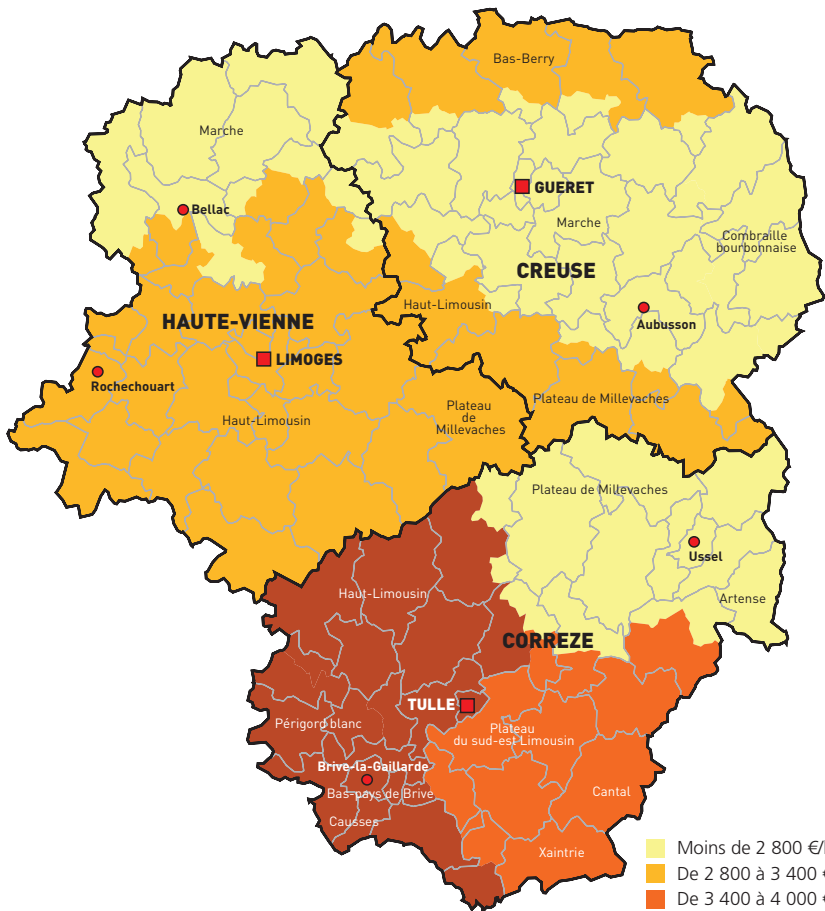 Bas-Berry
Marche
Bellac
GUERET
Marche
Combraille
bourbonnaise
CREUSE
Haut-Limousin
HAUTE-VIENNE
Aubusson
LIMOGES
Rochechouart
Plateau de Millevaches
Plateau
de
Millevaches
Haut-Limousin
Plateau de Millevaches
Ussel
Haut-Limousin
Artense
CORREZE
TULLE
Périgord blanc
Plateau
du sud-est Limousin
Brive-la-Gaillarde
Bas-pays de Brive
Cantal
Causses
Xaintrie
Moins de 2 800 €/
De 2 800 à 3 400 €
De 3 400 à 4 000 €